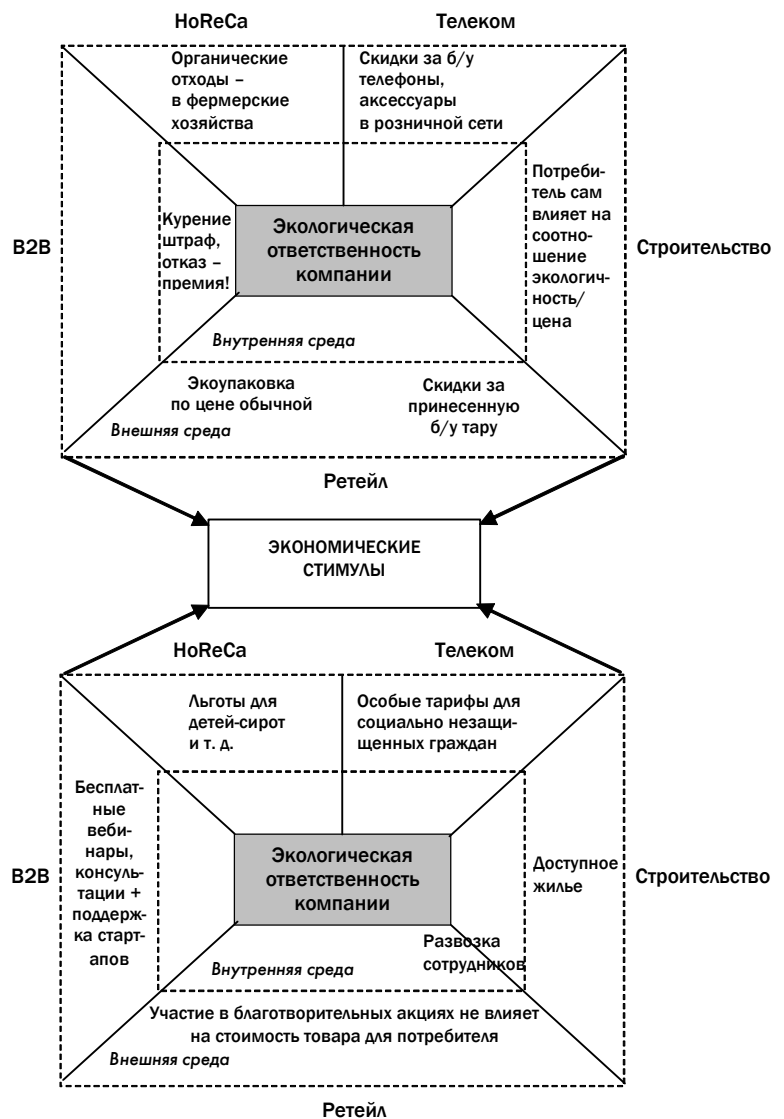 HoReCa
Телеком
Органические
отходы –
в фермерские
хозяйства
Скидки за б/у
телефоны,
аксессуары
в розничной сети
B2B
Курение
штраф,
отказ –
премия!
Экологическая
ответственность
компании
Потреби-
тель сам
влияет на
соотно-
шение
экологич-
ность/
цена
Строительство
Внутренняя среда
Экоупаковка
по цене обычной
Скидки за
принесенную
б/у тару
Внешняя среда
Ретейл
ЭКОНОМИЧЕСКИЕ
СТИМУЛЫ
HoReCa
Телеком
Льготы для
детей-сирот
и т. д.
Особые тарифы для
социально незащи-
щенных граждан
B2B
Бесплат-
ные
веби-
нары,
консуль-
тации +
поддерж-
ка старт-
апов
Экологическая
ответственность
компании
Доступное
жилье
Строительство
Развозка
сотрудников
Внутренняя среда
Участие в благотворительных акциях не влияет
на стоимость товара для потребителя
Внешняя среда
Ретейл